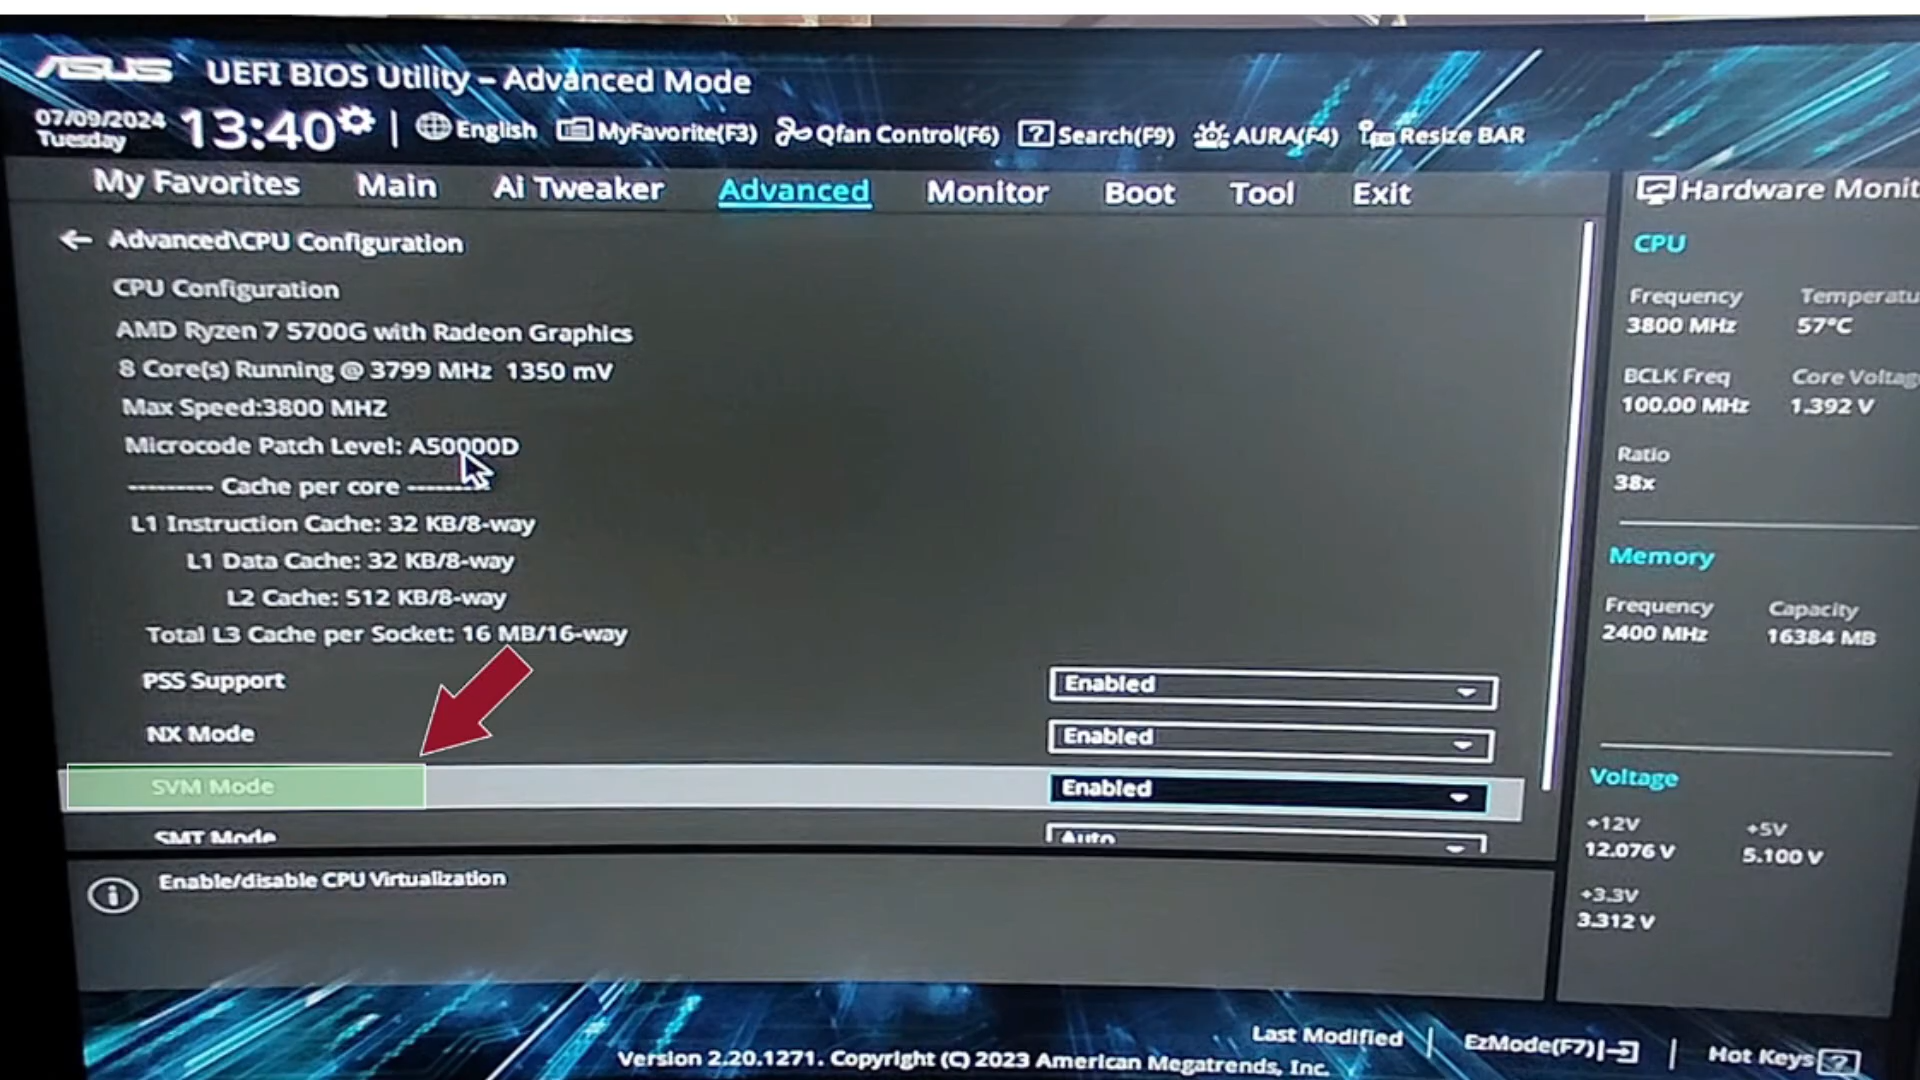 ASUS UEFI BIOS Utility – Advanced Mode
07/09/2024
Tuesday
13:40
English
MyFavorite(F3)
Qfan Control(F6)
Search(F9)
AURA(F4)
Resize BAR
My Favorites
Main
Ai Tweaker
Advanced
Monitor
Boot
Tool
Exit
Advanced\CPU Configuration
CPU Configuration
AMD Ryzen 7 5700G with Radeon Graphics
8 Core(s) Running @ 3799 MHz 1350 mV
Max Speed:3800 MHZ
Microcode Patch Level: A50000D
--------- Cache per core ---------
L1 Instruction Cache: 32 KB/8-way
L1 Data Cache: 32 KB/8-way
L2 Cache: 512 KB/8-way
Total L3 Cache per Socket: 16 MB/16-way
PSS Support Enabled
NX Mode Enabled
SVM Mode Enabled
SMT Mode Auto
Enable/disable CPU Virtualization
Hardware Monit
CPU
Frequency Temperatu
3800 MHz 57°C
BCLK Freq Core Voltag
100.00 MHz 1.392 V
Ratio
38x
Memory
Frequency Capacity
2400 MHz 16384 MB
Voltage
+12V +5V
12.076 V 5.100 V
+3.3V
3.312 V
Last Modified
EzMode(F7)
Hot Keys ?
Version 2.20.1271. Copyright (C) 2023 American Megatrends, Inc.